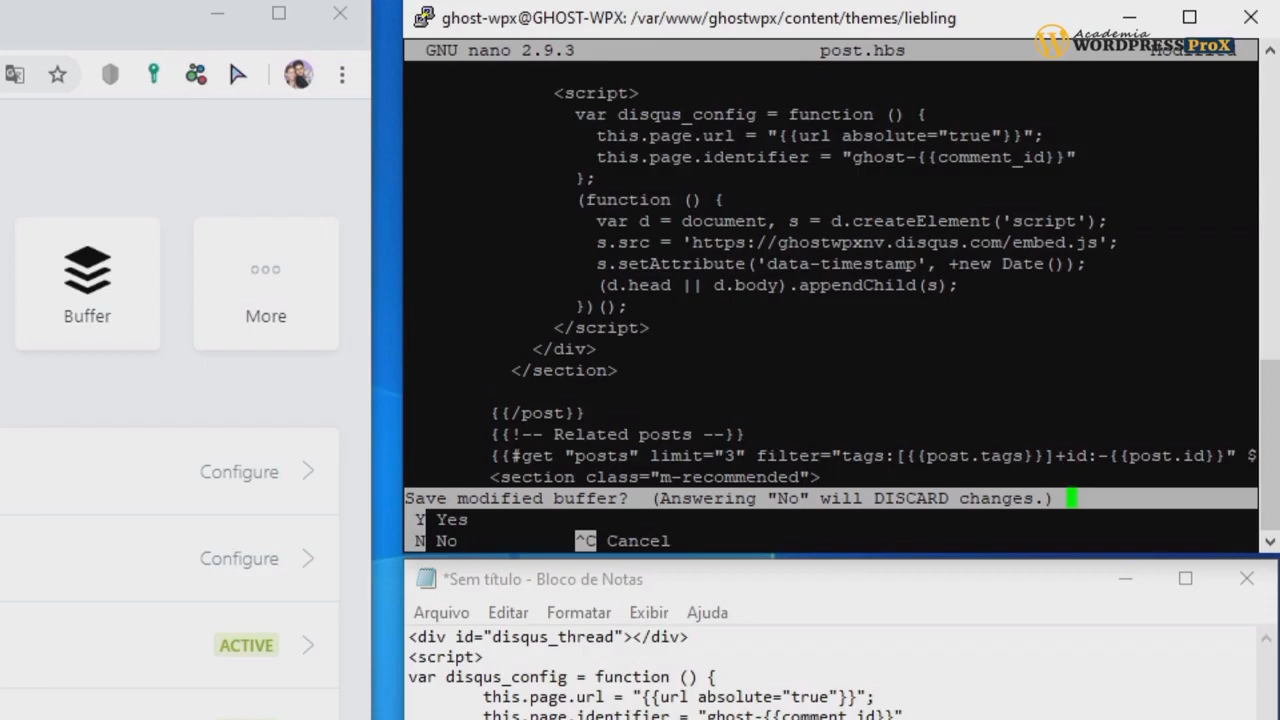 ghost-wpx@GHOST-WPX: /var/www/ghostwpx/content/themes/liebling
Academia
WORDPRESS ProX
GNU nano 2.9.3 post.hbs Modified
<script>
var disqus_config = function () {
this.page.url = "{{url absolute="true"}}";
this.page.identifier = "ghost-{{comment_id}}"
};
(function () {
var d = document, s = d.createElement('script');
s.src = 'https://ghostwpxnv.disqus.com/embed.js';
s.setAttribute('data-timestamp', +new Date());
(d.head || d.body).appendChild(s);
})();
</script>
</div>
</section>
{{/post}}
{{!-- Related posts --}}
{{#get "posts" limit="3" filter="tags:[{{post.tags}}]+id:-{{post.id}}" $
<section class="m-recommended">
Save modified buffer? (Answering "No" will DISCARD changes.)
Y Yes
N No ^C Cancel
Buffer
More
Configure
Configure
ACTIVE
*Sem título - Bloco de Notas
Arquivo Editar Formatar Exibir Ajuda
<div id="disqus_thread"></div>
<script>
var disqus_config = function () {
this.page.url = "{{url absolute="true"}}";
this.page.identifier = "ghost-{{comment_id}}"